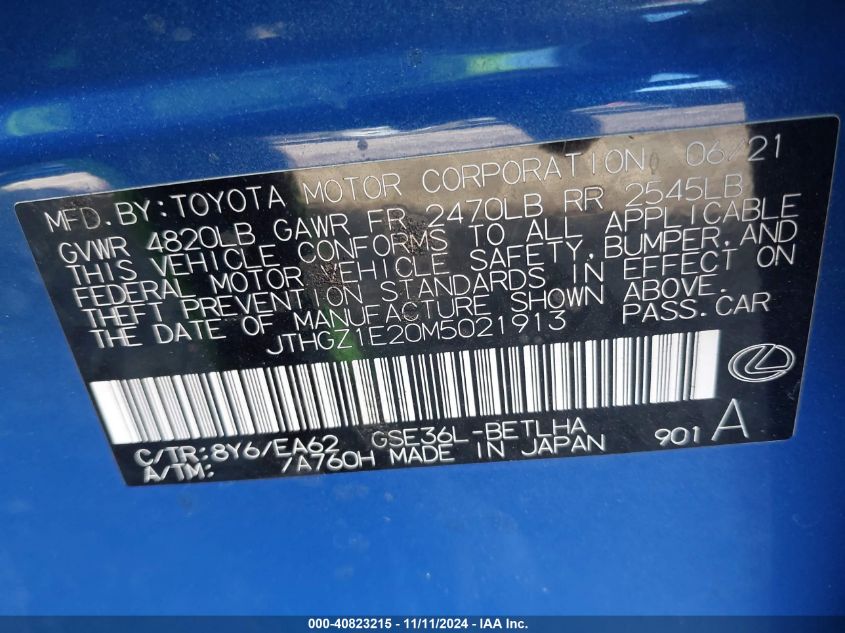 MFD. BY: TOYOTA MOTOR CORPORATION 06/21
GVWR 4820LB GAWR FR 2470LB RR 2545LB
THIS VEHICLE CONFORMS TO ALL APPLICABLE
FEDERAL MOTOR VEHICLE SAFETY, BUMPER, AND
THEFT PREVENTION STANDARDS IN EFFECT ON
THE DATE OF MANUFACTURE SHOWN ABOVE.
JTHGZ1E20M5021913 PASS. CAR
C/TR: 8Y6/EA62 GSE36L-BETLHA
A/TM: /A760H MADE IN JAPAN 901 A
000-40823215 - 11/11/2024 - IAA Inc.